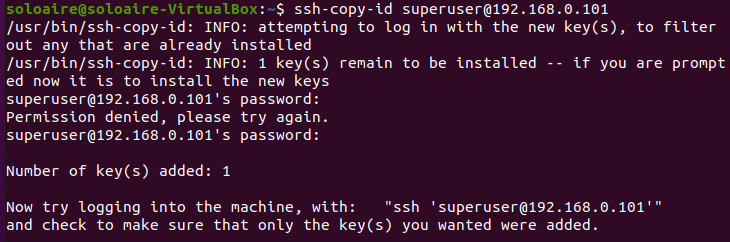 soloaire@soloaire-VirtualBox:~$ ssh-copy-id superuser@192.168.0.101
/usr/bin/ssh-copy-id: INFO: attempting to log in with the new key(s), to filter
out any that are already installed
/usr/bin/ssh-copy-id: INFO: 1 key(s) remain to be installed -- if you are prompt
ed now it is to install the new keys
superuser@192.168.0.101's password:
Permission denied, please try again.
superuser@192.168.0.101's password:
Number of key(s) added: 1
Now try logging into the machine, with:   "ssh 'superuser@192.168.0.101'"
and check to make sure that only the key(s) you wanted were added.